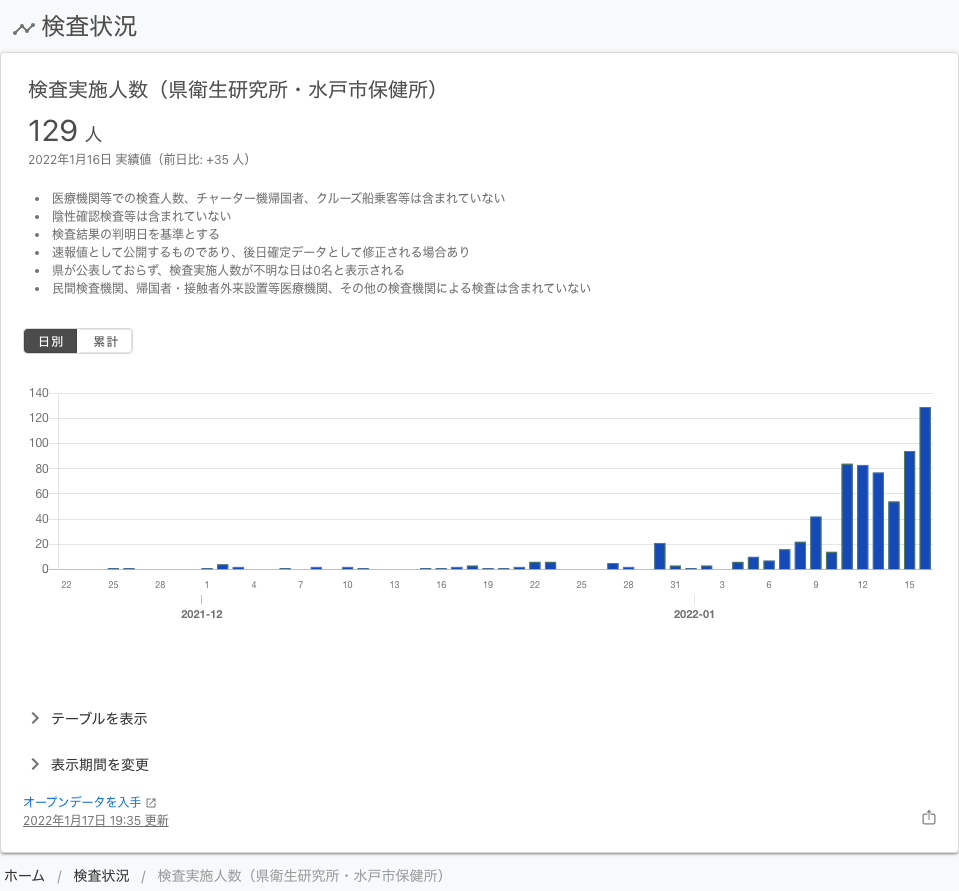 検査状況
検査実施人数（県衛生研究所・水戸市保健所）
129 人
2022年1月16日 実績値（前日比: +35 人）
• 医療機関等での検査人数、チャーター機帰国者、クルーズ船乗客等は含まれていない
• 陰性確認検査等は含まれていない
• 検査結果の判明日を基準とする
• 速報値として公開するものであり、後日確定データとして修正される場合あり
• 県が公表しておらず、検査実施人数が不明な日は0名と表示される
• 民間検査機関、帰国者・接触者外来設置等医療機関、その他の検査機関による検査は含まれていない
日別 累計
140
120
100
80
60
40
20
0
22 25 28 1 4 7 10 13 16 19 22 25 28 31 3 6 9 12 15
2021-12 2022-01
テーブルを表示
表示期間を変更
オープンデータを入手
2022年1月17日 19:35 更新
ホーム / 検査状況 / 検査実施人数（県衛生研究所・水戸市保健所）